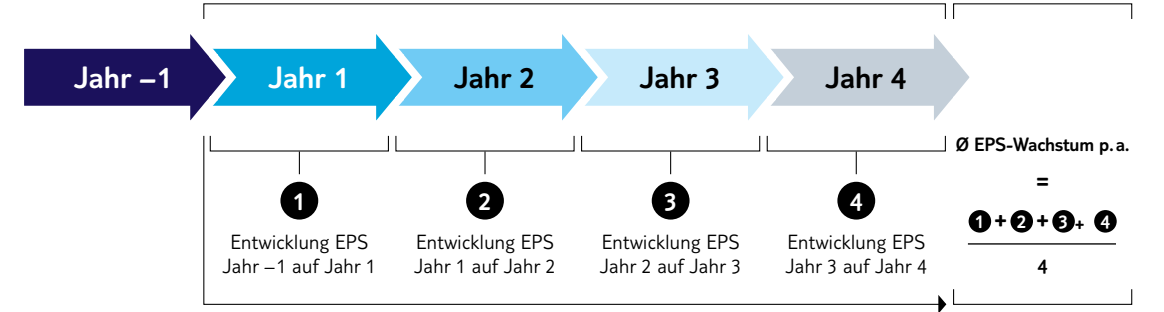 Jahr –1
Jahr 1
Jahr 2
Jahr 3
Jahr 4
1
Entwicklung EPS
Jahr –1 auf Jahr 1
2
Entwicklung EPS
Jahr 1 auf Jahr 2
3
Entwicklung EPS
Jahr 2 auf Jahr 3
4
Entwicklung EPS
Jahr 3 auf Jahr 4
Ø EPS-Wachstum p. a.
=
1 + 2 + 3 + 4
4